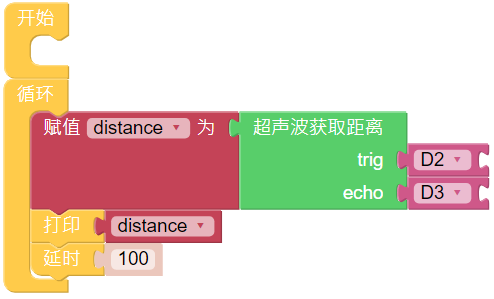 开始
循环
赋值 distance 为 超声波获取距离
trig D2
echo D3
打印 distance
延时 100